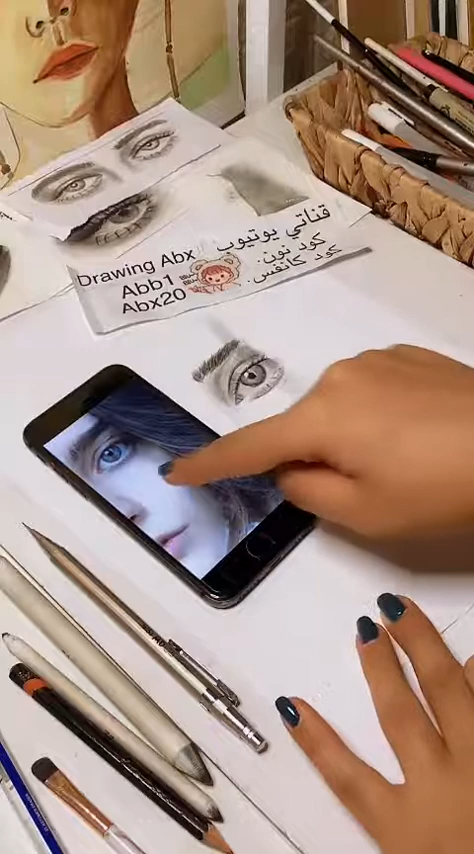 قناتي يوتيوب
Drawing Abx
كود نون:
Abb1
كود كانفس:
Abx20